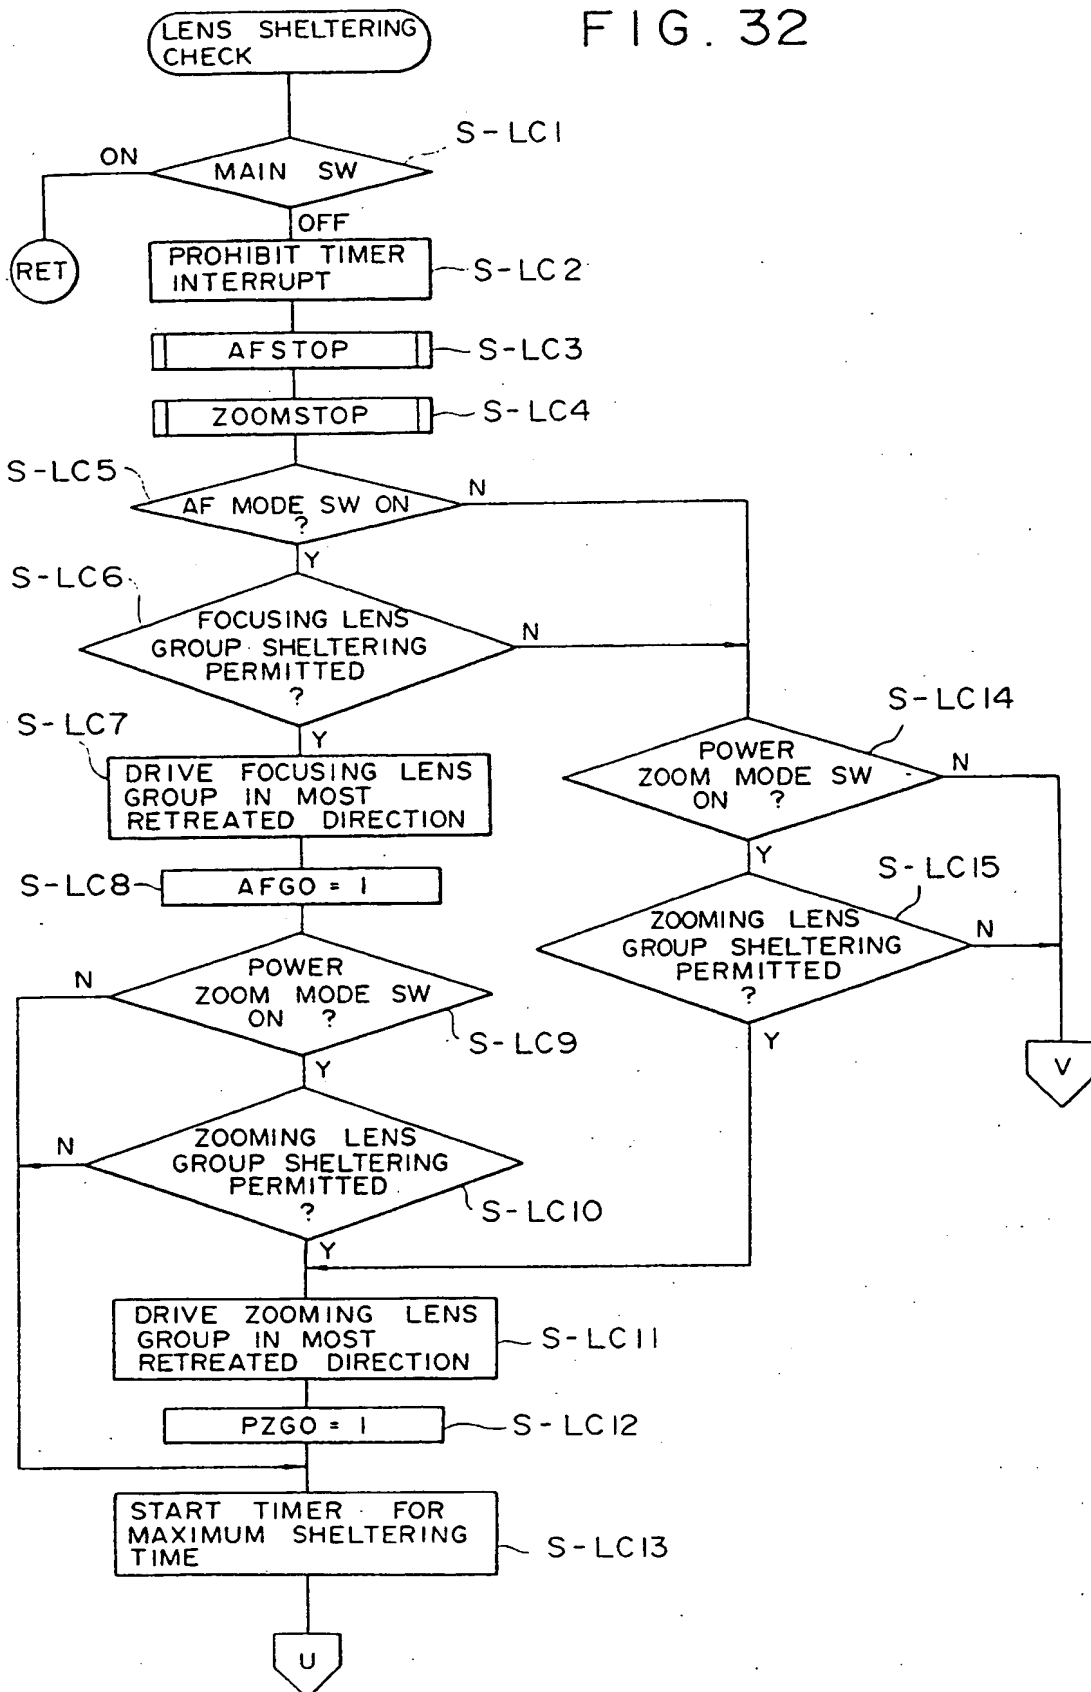 FIG. 32
LENS SHELTERING
CHECK
S-LC1
ON
MAIN SW
OFF
RET
PROHIBIT TIMER
INTERRUPT
S-LC2
AFSTOP
S-LC3
ZOOMSTOP
S-LC4
S-LC5
AF MODE SW ON
?
N
Y
S-LC6
FOCUSING LENS
GROUP SHELTERING
PERMITTED
?
N
Y
S-LC7
DRIVE FOCUSING LENS
GROUP IN MOST
RETREATED DIRECTION
S-LC14
POWER
ZOOM MODE SW
ON ?
N
Y
S-LC8
AFGO = 1
S-LC15
ZOOMING LENS
GROUP SHELTERING
PERMITTED
?
N
Y
N
POWER
ZOOM MODE SW
ON ?
S-LC9
Y
V
N
ZOOMING LENS
GROUP SHELTERING
PERMITTED
?
S-LC10
Y
DRIVE ZOOMING LENS
GROUP IN MOST
RETREATED DIRECTION
S-LC11
PZGO = 1
S-LC12
START TIMER FOR
MAXIMUM SHELTERING
TIME
S-LC13
U